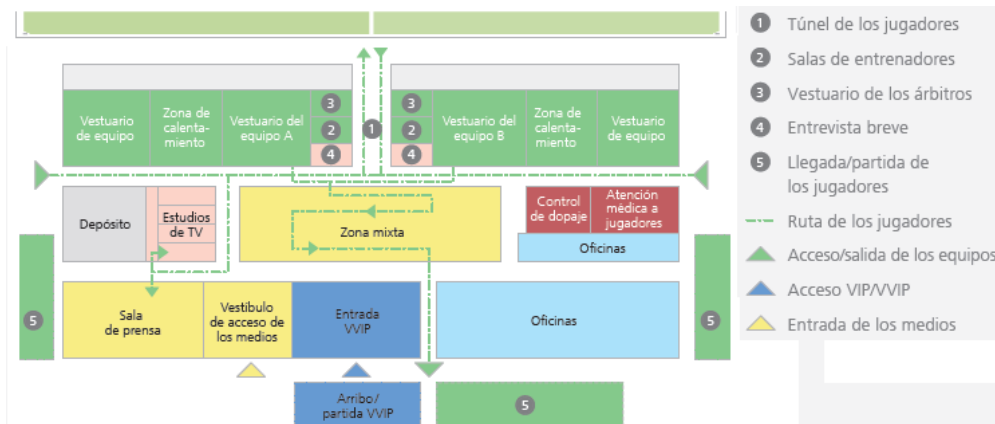 3
2
4
1
3
2
4
Vestuario
de equipo
Zona de
calenta-
miento
Vestuario del
equipo A
Vestuario del
equipo B
Zona de
calenta-
miento
Vestuario
de equipo
Depósito
Estudios
de TV
Zona mixta
Control
de dopaje
Atención
médica a
jugadores
Oficinas
5
Sala
de prensa
Vestíbulo
de acceso de
los medios
Entrada
VVIP
Oficinas
5
Arribo/
partida VVIP
5
1 Túnel de los jugadores
2 Salas de entrenadores
3 Vestuario de los árbitros
4 Entrevista breve
5 Llegada/partida de
los jugadores
Ruta de los jugadores
Acceso/salida de los equipos
Acceso VIP/VVIP
Entrada de los medios